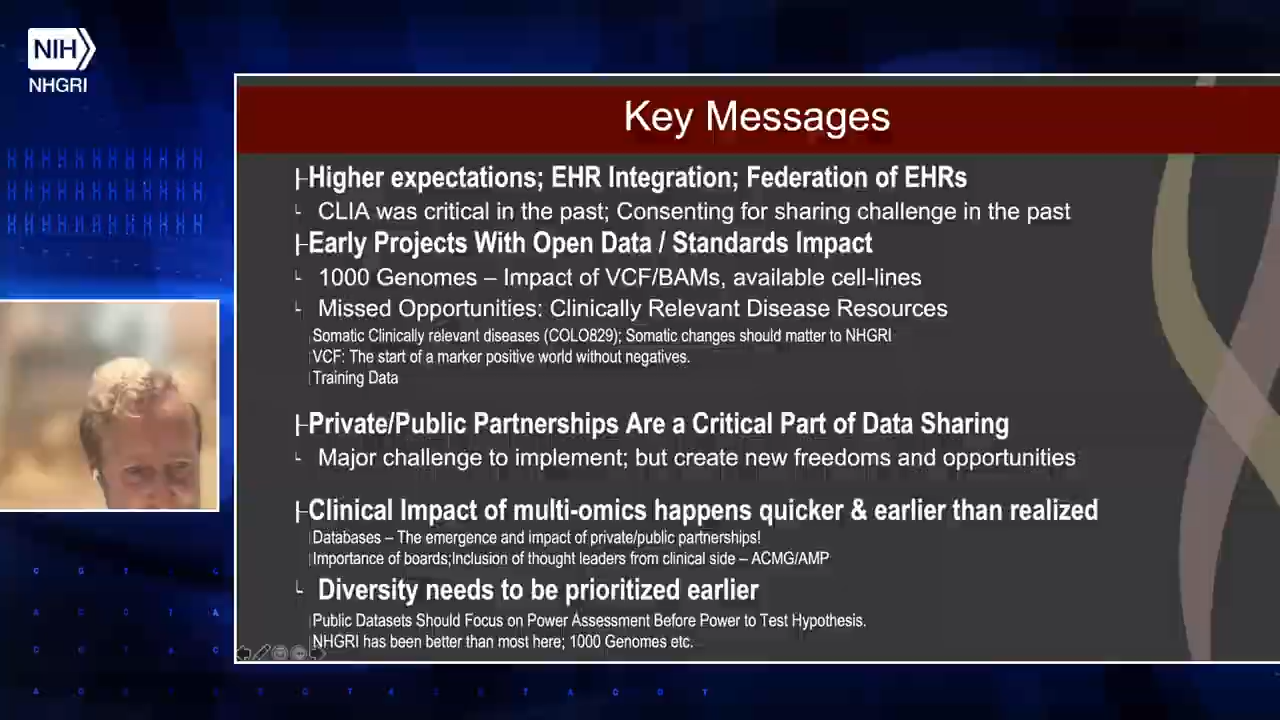 NIH
NHGRI
Key Messages
Higher expectations; EHR Integration; Federation of EHRs
CLIA was critical in the past; Consenting for sharing challenge in the past
Early Projects With Open Data / Standards Impact
1000 Genomes – Impact of VCF/BAMs, available cell-lines
Missed Opportunities: Clinically Relevant Disease Resources
Somatic Clinically relevant diseases (COLO829); Somatic changes should matter to NHGRI
VCF: The start of a marker positive world without negatives.
Training Data
Private/Public Partnerships Are a Critical Part of Data Sharing
Major challenge to implement; but create new freedoms and opportunities
Clinical Impact of multi-omics happens quicker & earlier than realized
Databases – The emergence and impact of private/public partnerships!
Importance of boards;Inclusion of thought leaders from clinical side – ACMG/AMP
Diversity needs to be prioritized earlier
Public Datasets Should Focus on Power Assessment Before Power to Test Hypothesis.
NHGRI has been better than most here; 1000 Genomes etc.